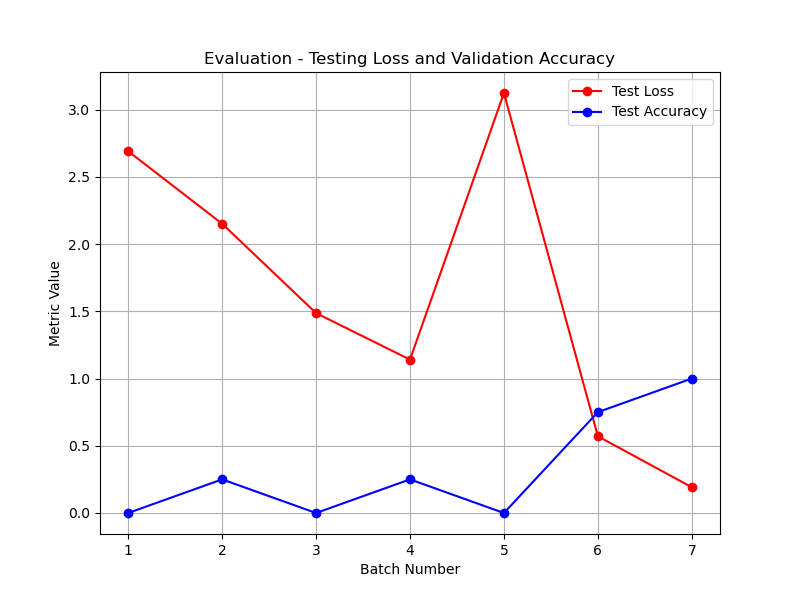 Evaluation - Testing Loss and Validation Accuracy
Test Loss
Test Accuracy
Metric Value
3.0
2.5
2.0
1.5
1.0
0.5
0.0
1 2 3 4 5 6 7
Batch Number